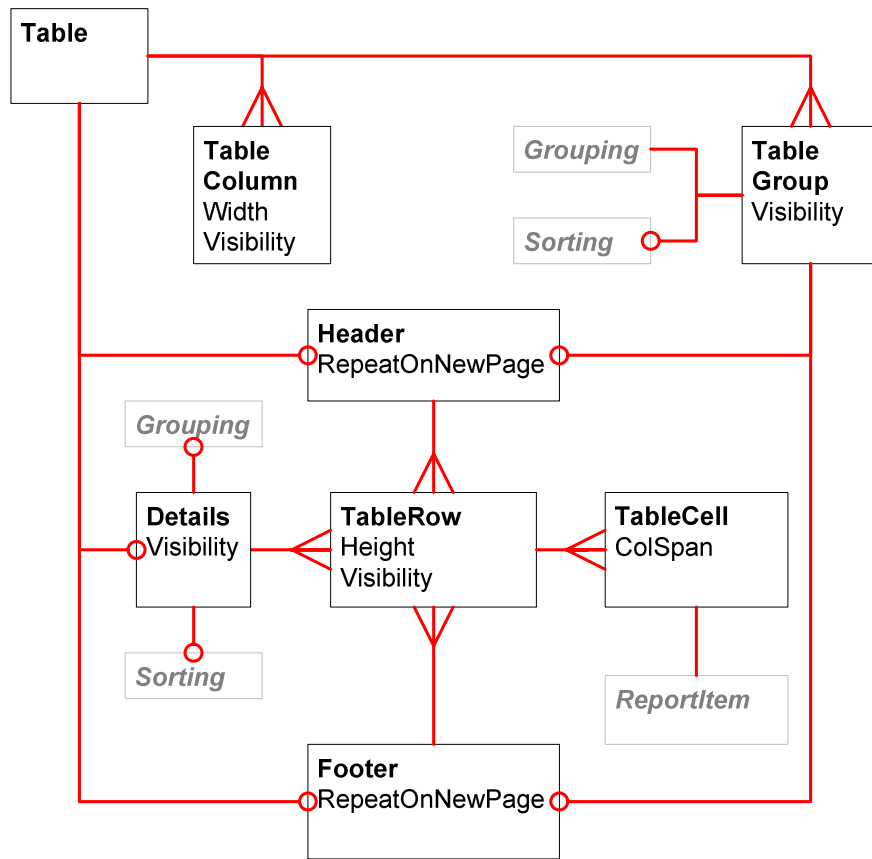 Table
Table
Column
Width
Visibility
Grouping
Sorting
Table
Group
Visibility
Header
RepeatOnNewPage
Grouping
Details
Visibility
TableRow
Height
Visibility
TableCell
ColSpan
Sorting
ReportItem
Footer
RepeatOnNewPage